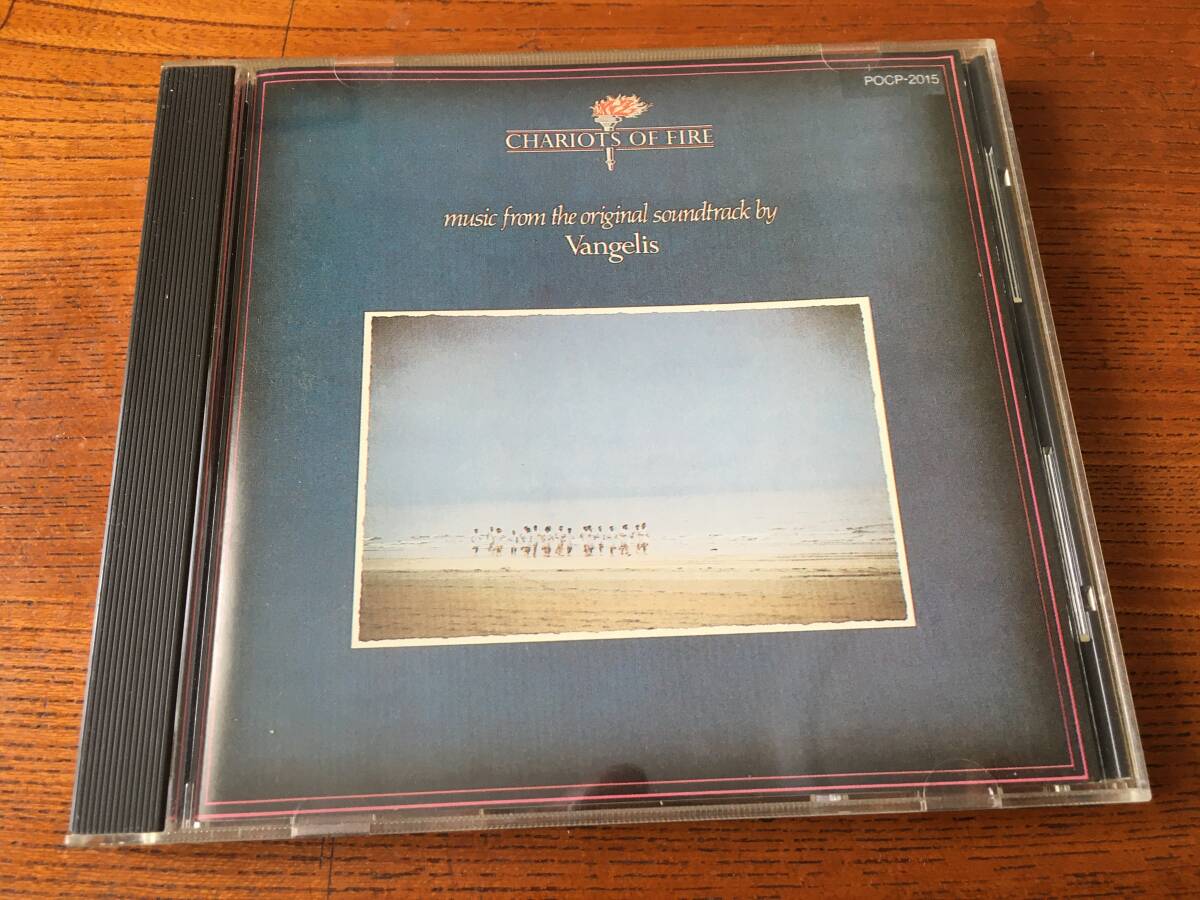 POCP-2015
CHARIOTS OF FIRE
music from the original soundtrack by
Vangelis